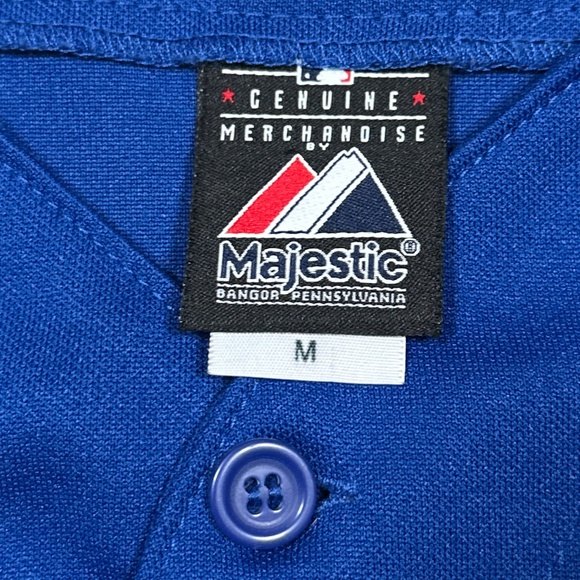 ★ GENUINE ★
MERCHANDISE
BY
Majestic®
BANGOR PENNSYLVANIA
M